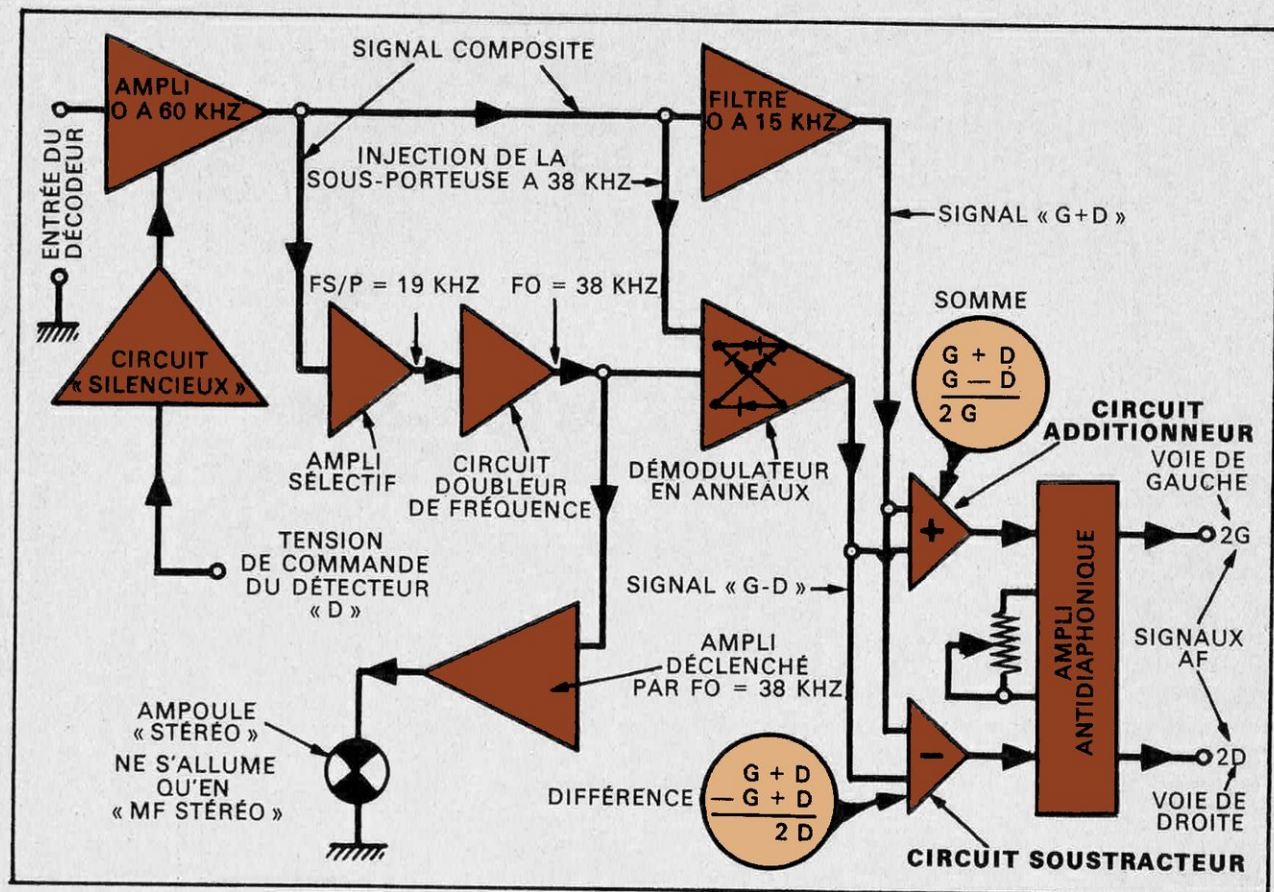 SIGNAL COMPOSITE
AMPLI
O A 60 KHZ
FILTRE
O A 15 KHZ
ENTRÉE DU
DÉCODEUR
INJECTION DE LA
SOUS-PORTEUSE A 38 KHZ
SIGNAL « G+D »
FS/P = 19 KHZ
FO = 38 KHZ
SOMME
G + D
G — D
2 G
CIRCUIT
« SILENCIEUX »
CIRCUIT
ADDITIONNEUR
VOIE DE
GAUCHE
AMPLI
SÉLECTIF
CIRCUIT
DOUBLEUR
DE FRÉQUENCE
DÉMODULATEUR
EN ANNEAUX
+
2G
TENSION
DE COMMANDE
DU DÉTECTEUR
« D »
SIGNAL « G-D »
AMPLI
ANTIDIAPHONIQUE
SIGNAUX
AF
AMPLI
DÉCLENCHÉ
PAR FO = 38 KHZ
AMPOULE
« STÉRÉO »
NE S'ALLUME
QU'EN
« MF STÉRÉO »
DIFFÉRENCE
G + D
— G + D
2 D
−
2D
VOIE DE
DROITE
CIRCUIT SOUSTRACTEUR